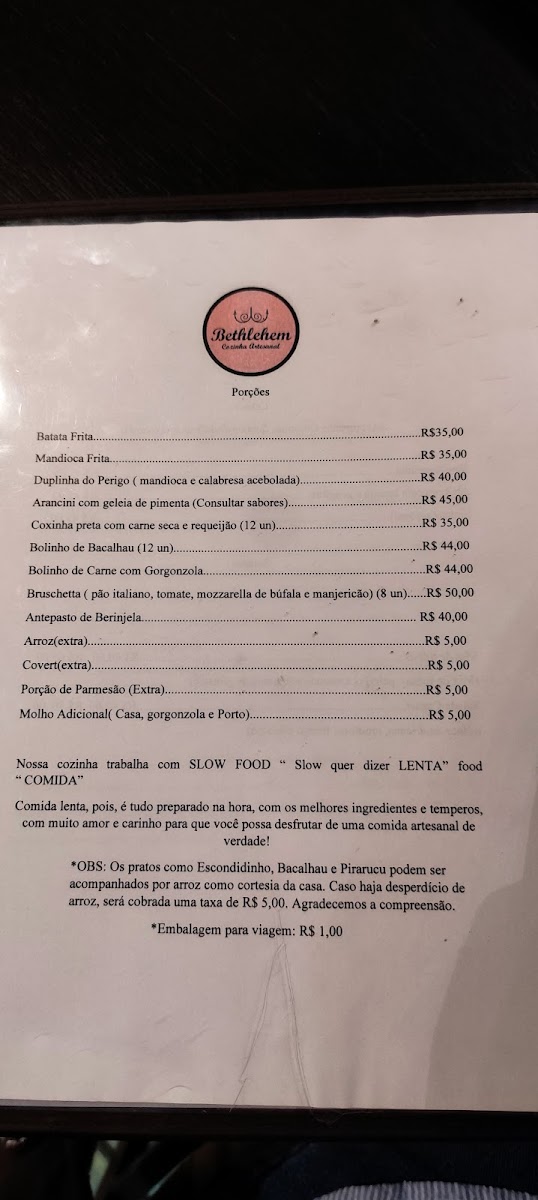 Bethlehem
Cozinha Artesanal
Porções
Batata Frita..........R$35,00
Mandioca Frita..........R$ 35,00
Duplinha do Perigo ( mandioca e calabresa acebolada)..........R$ 40,00
Arancini com geleia de pimenta (Consultar sabores)..........R$ 45,00
Coxinha preta com carne seca e requeijão (12 un)..........R$ 35,00
Bolinho de Bacalhau (12 un)..........R$ 44,00
Bolinho de Carne com Gorgonzola..........R$ 44,00
Bruschetta ( pão italiano, tomate, mozzarella de búfala e manjericão) (8 un)......R$ 50,00
Antepasto de Berinjela.......... R$ 40,00
Arroz(extra)..........R$ 5,00
Covert(extra)..........R$ 5,00
Porção de Parmesão (Extra)..........R$ 5,00
Molho Adicional( Casa, gorgonzola e Porto)..........R$ 5,00
Nossa cozinha trabalha com SLOW FOOD “ Slow quer dizer LENTA” food
“ COMIDA”
Comida lenta, pois, é tudo preparado na hora, com os melhores ingredientes e temperos,
com muito amor e carinho para que você possa desfrutar de uma comida artesanal de
verdade!
*OBS: Os pratos como Escondidinho, Bacalhau e Pirarucu podem ser
acompanhados por arroz como cortesia da casa. Caso haja desperdício de
arroz, será cobrada uma taxa de R$ 5,00. Agradecemos a compreensão.
*Embalagem para viagem: R$ 1,00